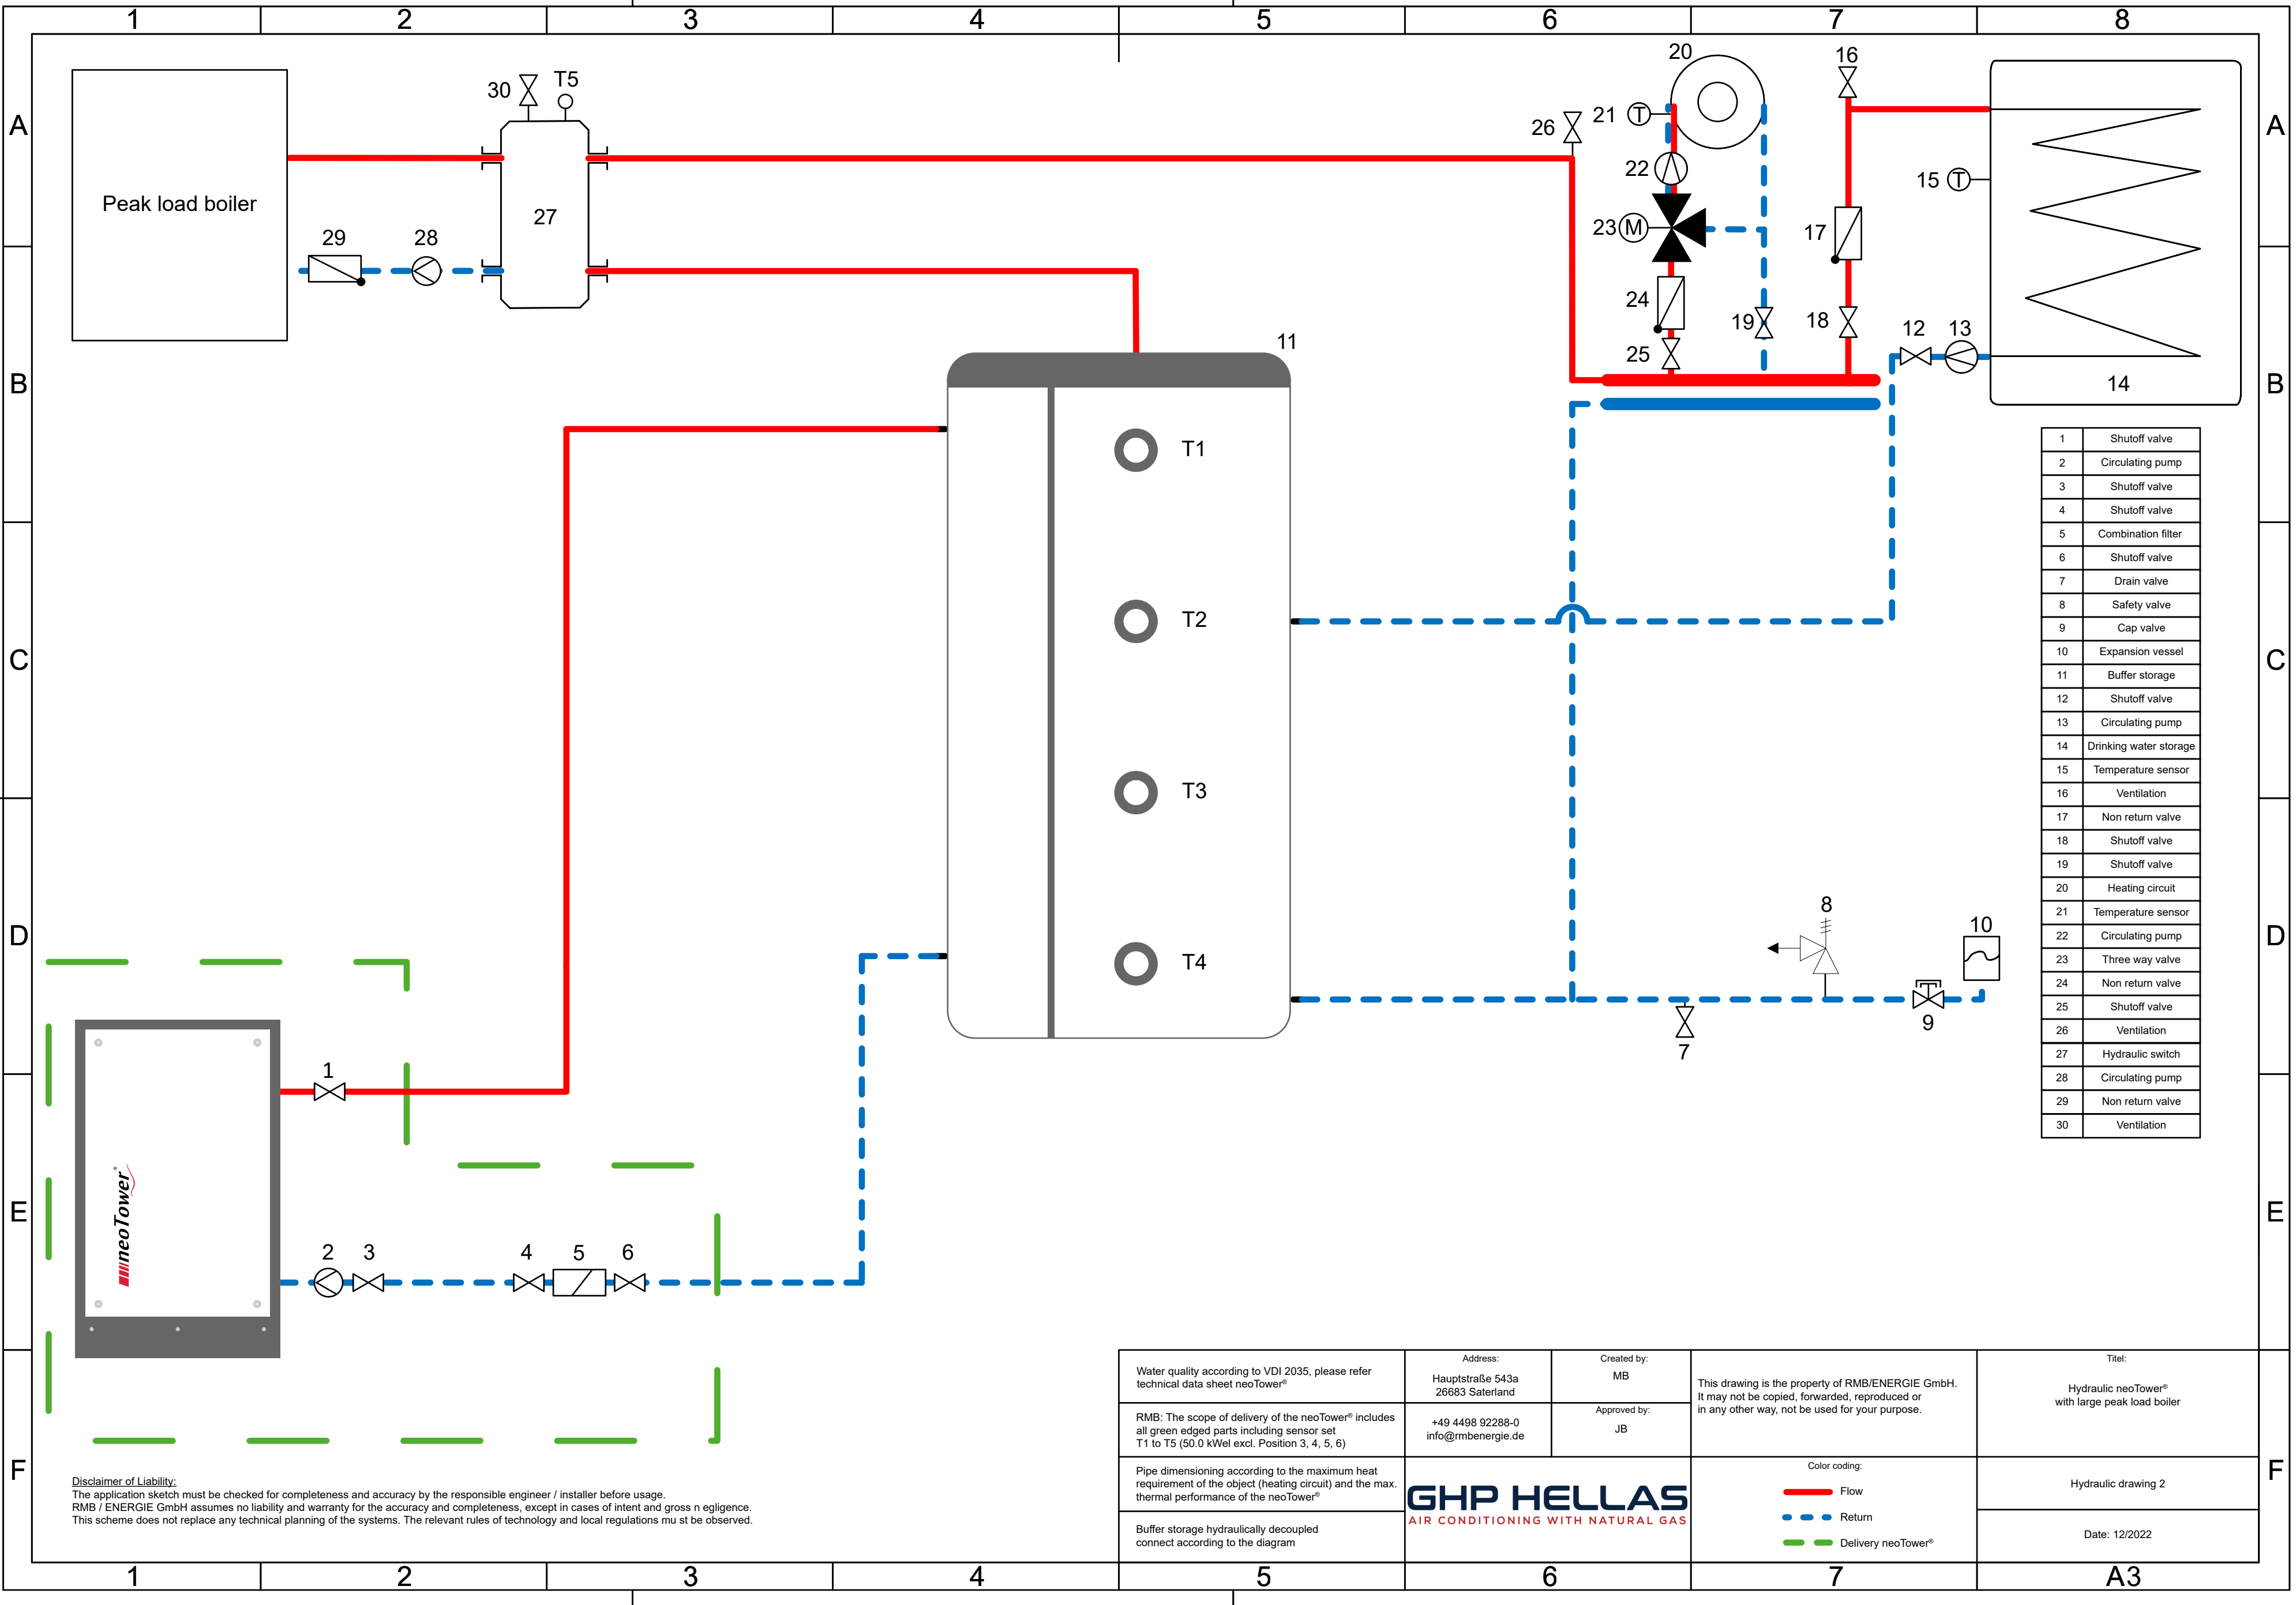 1 2 3 4 5 6 7 8
A A
B B
C C
D D
E E
F F
Peak load boiler
30
T5
27
29
28
26
20
21 T
22
23 M
24
25
19
16
17
18
15 T
12
13
14
11
T1
T2
T3
T4
8
10
7
9
1
neoTower®
2 3 4 5 6
1 Shutoff valve
2 Circulating pump
3 Shutoff valve
4 Shutoff valve
5 Combination filter
6 Shutoff valve
7 Drain valve
8 Safety valve
9 Cap valve
10 Expansion vessel
11 Buffer storage
12 Shutoff valve
13 Circulating pump
14 Drinking water storage
15 Temperature sensor
16 Ventilation
17 Non return valve
18 Shutoff valve
19 Shutoff valve
20 Heating circuit
21 Temperature sensor
22 Circulating pump
23 Three way valve
24 Non return valve
25 Shutoff valve
26 Ventilation
27 Hydraulic switch
28 Circulating pump
29 Non return valve
30 Ventilation
Disclaimer of Liability:
The application sketch must be checked for completeness and accuracy by the responsible engineer / installer before usage.
RMB / ENERGIE GmbH assumes no liability and warranty for the accuracy and completeness, except in cases of intent and gross n egligence.
This scheme does not replace any technical planning of the systems. The relevant rules of technology and local regulations mu st be observed.
Water quality according to VDI 2035, please refer
technical data sheet neoTower®
RMB: The scope of delivery of the neoTower® includes
all green edged parts including sensor set
T1 to T5 (50.0 kWel excl. Position 3, 4, 5, 6)
Pipe dimensioning according to the maximum heat
requirement of the object (heating circuit) and the max.
thermal performance of the neoTower®
Buffer storage hydraulically decoupled
connect according to the diagram
Address:
Hauptstraße 543a
26683 Saterland
+49 4498 92288-0
info@rmbenergie.de
Created by:
MB
Approved by:
JB
GHP HELLAS
AIR CONDITIONING WITH NATURAL GAS
This drawing is the property of RMB/ENERGIE GmbH.
It may not be copied, forwarded, reproduced or
in any other way, not be used for your purpose.
Color coding:
Flow
Return
Delivery neoTower®
Titel:
Hydraulic neoTower®
with large peak load boiler
Hydraulic drawing 2
Date: 12/2022
1 2 3 4 5 6 7 A3